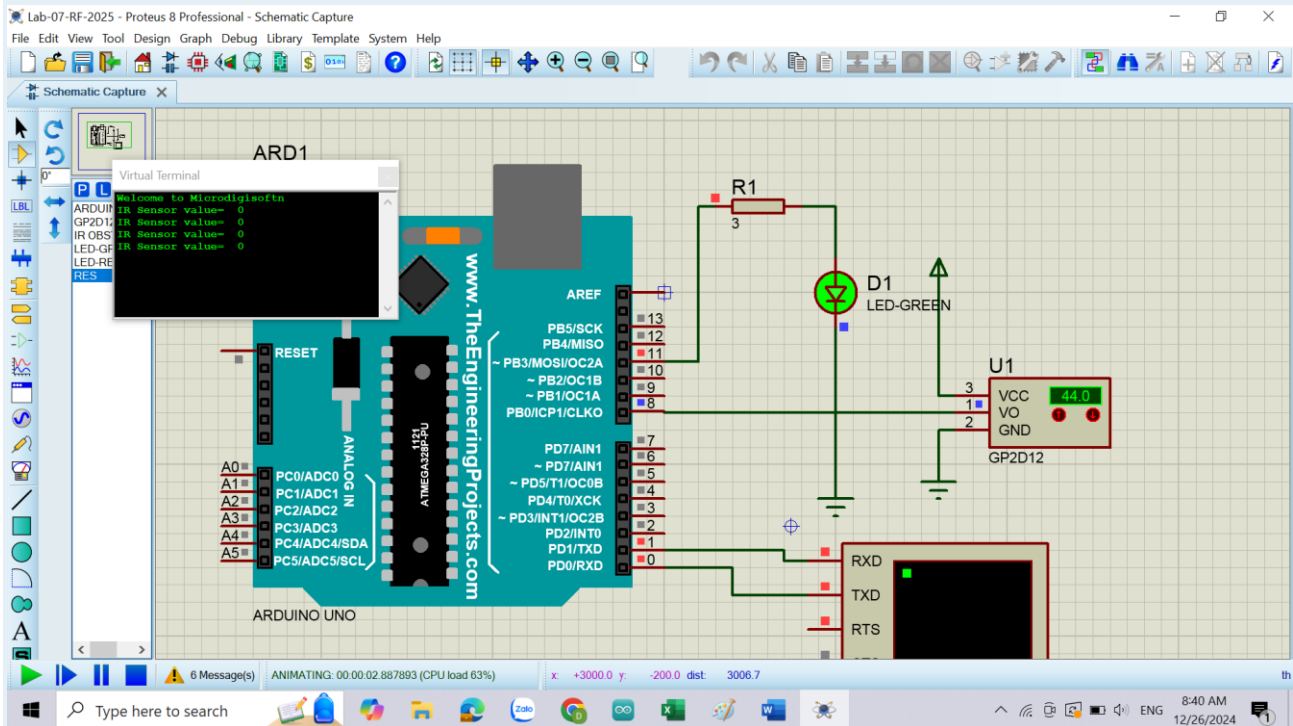 Lab-07-RF-2025 - Proteus 8 Professional - Schematic Capture
File Edit View Tool Design Graph Debug Library Template System Help
Schematic Capture
0°
P L
LBL
ARDUIN
GP2D12
IR OBS
LED-GR
LED-RE
RES
A
S
Virtual Terminal
Welcome to Microdigisoftn
IR Sensor value= 0
IR Sensor value= 0
IR Sensor value= 0
IR Sensor value= 0
ARD1
RESET
ANALOG IN
A0
A1
A2
A3
A4
A5
PC0/ADC0
PC1/ADC1
PC2/ADC2
PC3/ADC3
PC4/ADC4/SDA
PC5/ADC5/SCL
1121
ATMEGA328P-PU
www.TheEngineeringProjects.com
AREF
PB5/SCK 13
PB4/MISO 12
~ PB3/MOSI/OC2A 11
~ PB2/OC1B 10
~ PB1/OC1A 9
PB0/ICP1/CLKO 8
PD7/AIN1 7
~ PD7/AIN1 6
~ PD5/T1/OC0B 5
PD4/T0/XCK 4
~ PD3/INT1/OC2B 3
PD2/INT0 2
PD1/TXD 1
PD0/RXD 0
ARDUINO UNO
R1
3
D1
LED-GREEN
U1
3 VCC
1 VO
2 GND
44.0
GP2D12
RXD
TXD
RTS
6 Message(s) ANIMATING: 00:00:02.887893 (CPU load 63%) x: +3000.0 y: -200.0 dist: 3006.7 th
Type here to search
Zalo
ENG
8:40 AM
12/26/2024